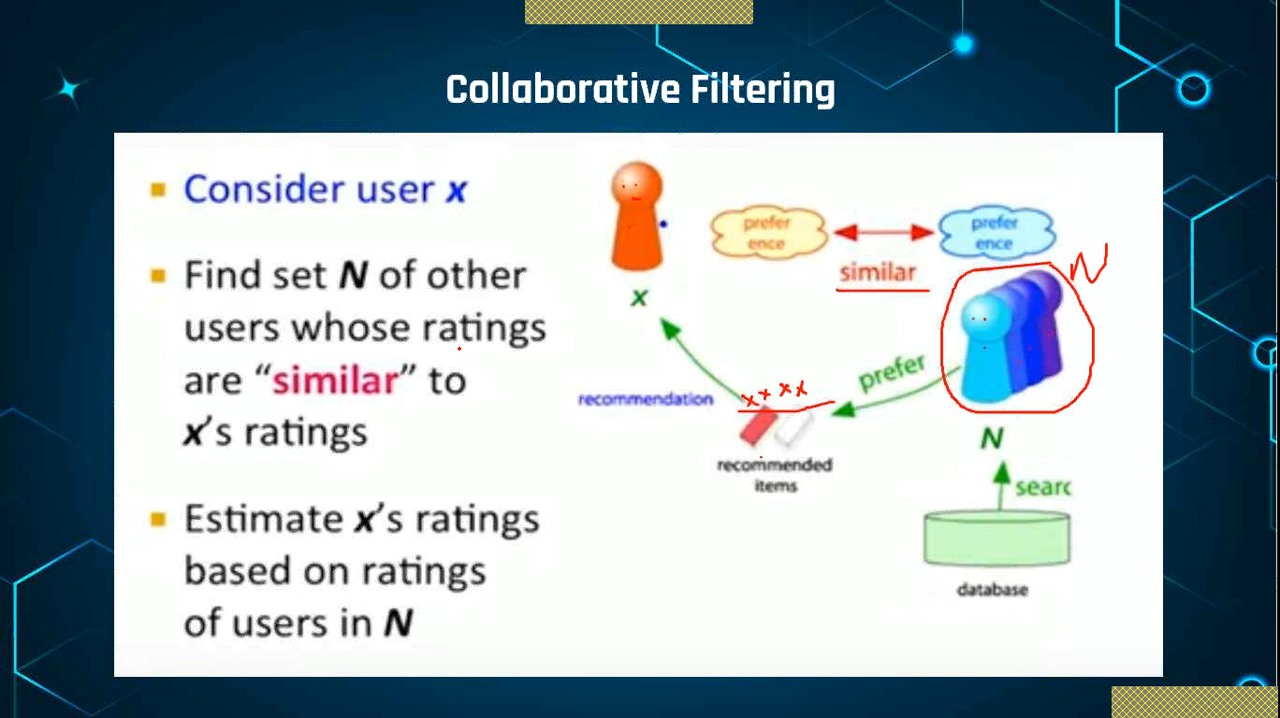 Collaborative Filtering
Consider user x
Find set N of other
users whose ratings
are “similar” to
x’s ratings
Estimate x’s ratings
based on ratings
of users in N
prefer
ence
prefer
ence
similar
N
x
prefer
recommendation
x x x x
recommended
items
N
searc
database